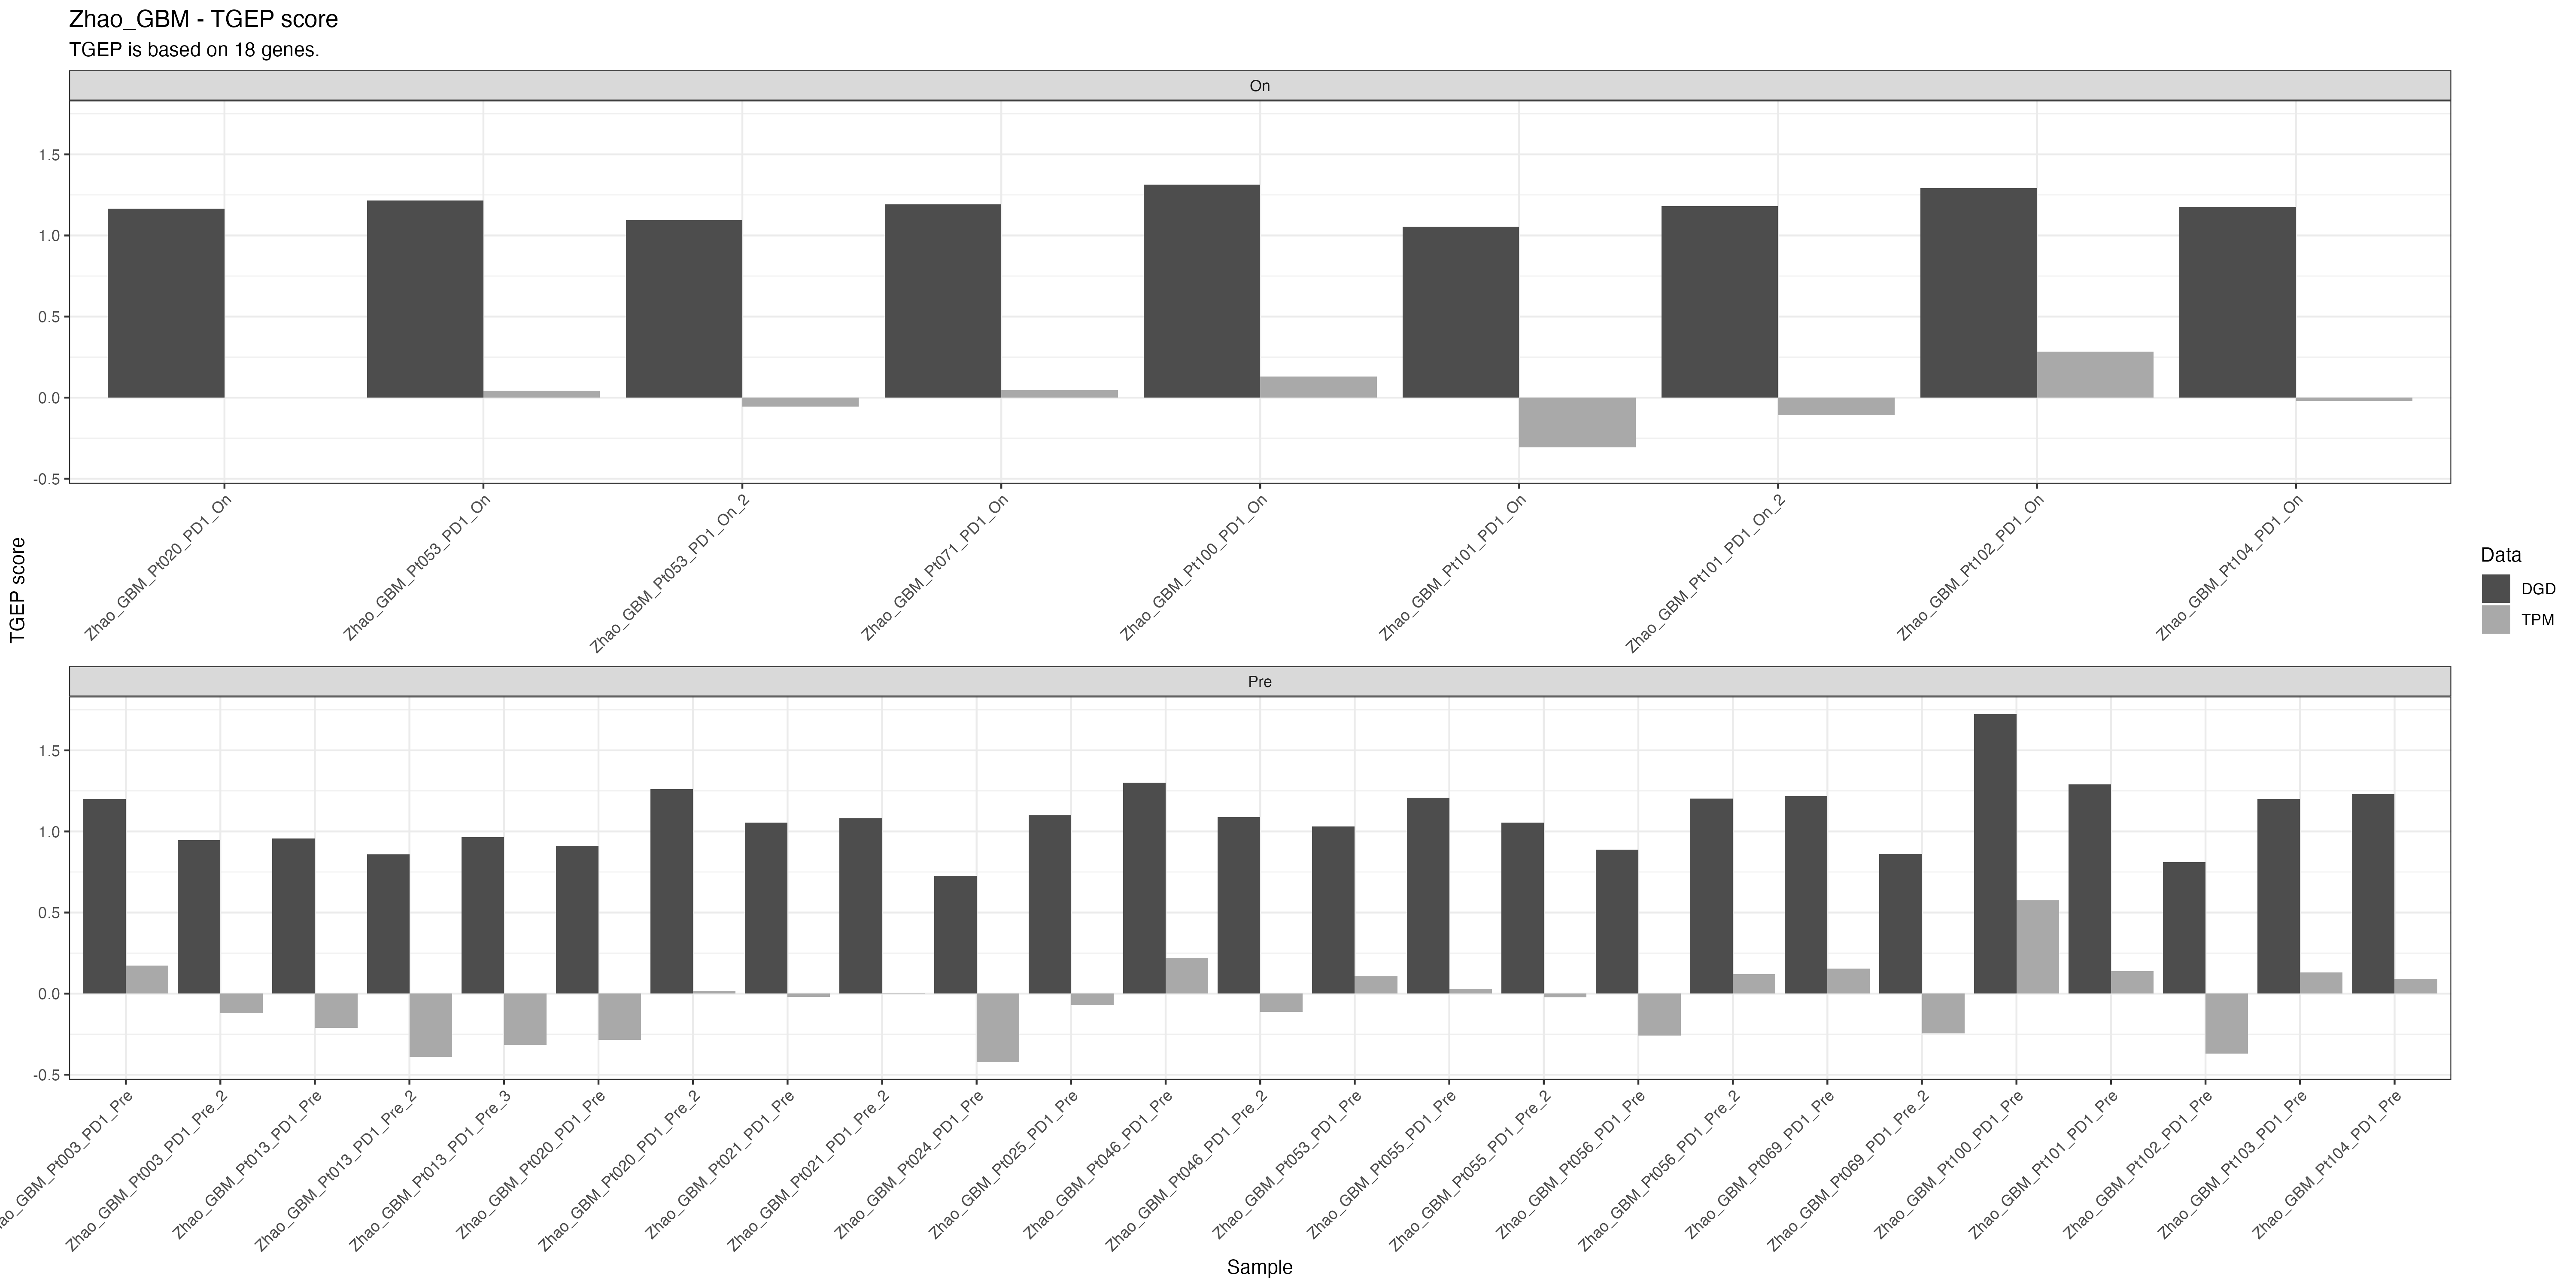 Zhao_GBM - TGEP score
TGEP is based on 18 genes.
On
1.5
1.0
0.5
0.0
-0.5
Zhao_GBM_Pt020_PD1_On
Zhao_GBM_Pt053_PD1_On
Zhao_GBM_Pt053_PD1_On_2
Zhao_GBM_Pt071_PD1_On
Zhao_GBM_Pt100_PD1_On
Zhao_GBM_Pt101_PD1_On
Zhao_GBM_Pt101_PD1_On_2
Zhao_GBM_Pt102_PD1_On
Zhao_GBM_Pt104_PD1_On
TGEP score
Data
DGD
TPM
Pre
1.5
1.0
0.5
0.0
-0.5
ao_GBM_Pt003_PD1_Pre
Zhao_GBM_Pt003_PD1_Pre_2
Zhao_GBM_Pt013_PD1_Pre
Zhao_GBM_Pt013_PD1_Pre_2
Zhao_GBM_Pt013_PD1_Pre_3
Zhao_GBM_Pt020_PD1_Pre
Zhao_GBM_Pt020_PD1_Pre_2
Zhao_GBM_Pt021_PD1_Pre
Zhao_GBM_Pt021_PD1_Pre_2
Zhao_GBM_Pt024_PD1_Pre
Zhao_GBM_Pt025_PD1_Pre
Zhao_GBM_Pt046_PD1_Pre
Zhao_GBM_Pt046_PD1_Pre_2
Zhao_GBM_Pt053_PD1_Pre
Zhao_GBM_Pt055_PD1_Pre
Zhao_GBM_Pt055_PD1_Pre_2
Zhao_GBM_Pt056_PD1_Pre
Zhao_GBM_Pt056_PD1_Pre_2
Zhao_GBM_Pt069_PD1_Pre
Zhao_GBM_Pt069_PD1_Pre_2
Zhao_GBM_Pt100_PD1_Pre
Zhao_GBM_Pt101_PD1_Pre
Zhao_GBM_Pt102_PD1_Pre
Zhao_GBM_Pt103_PD1_Pre
Zhao_GBM_Pt104_PD1_Pre
Sample